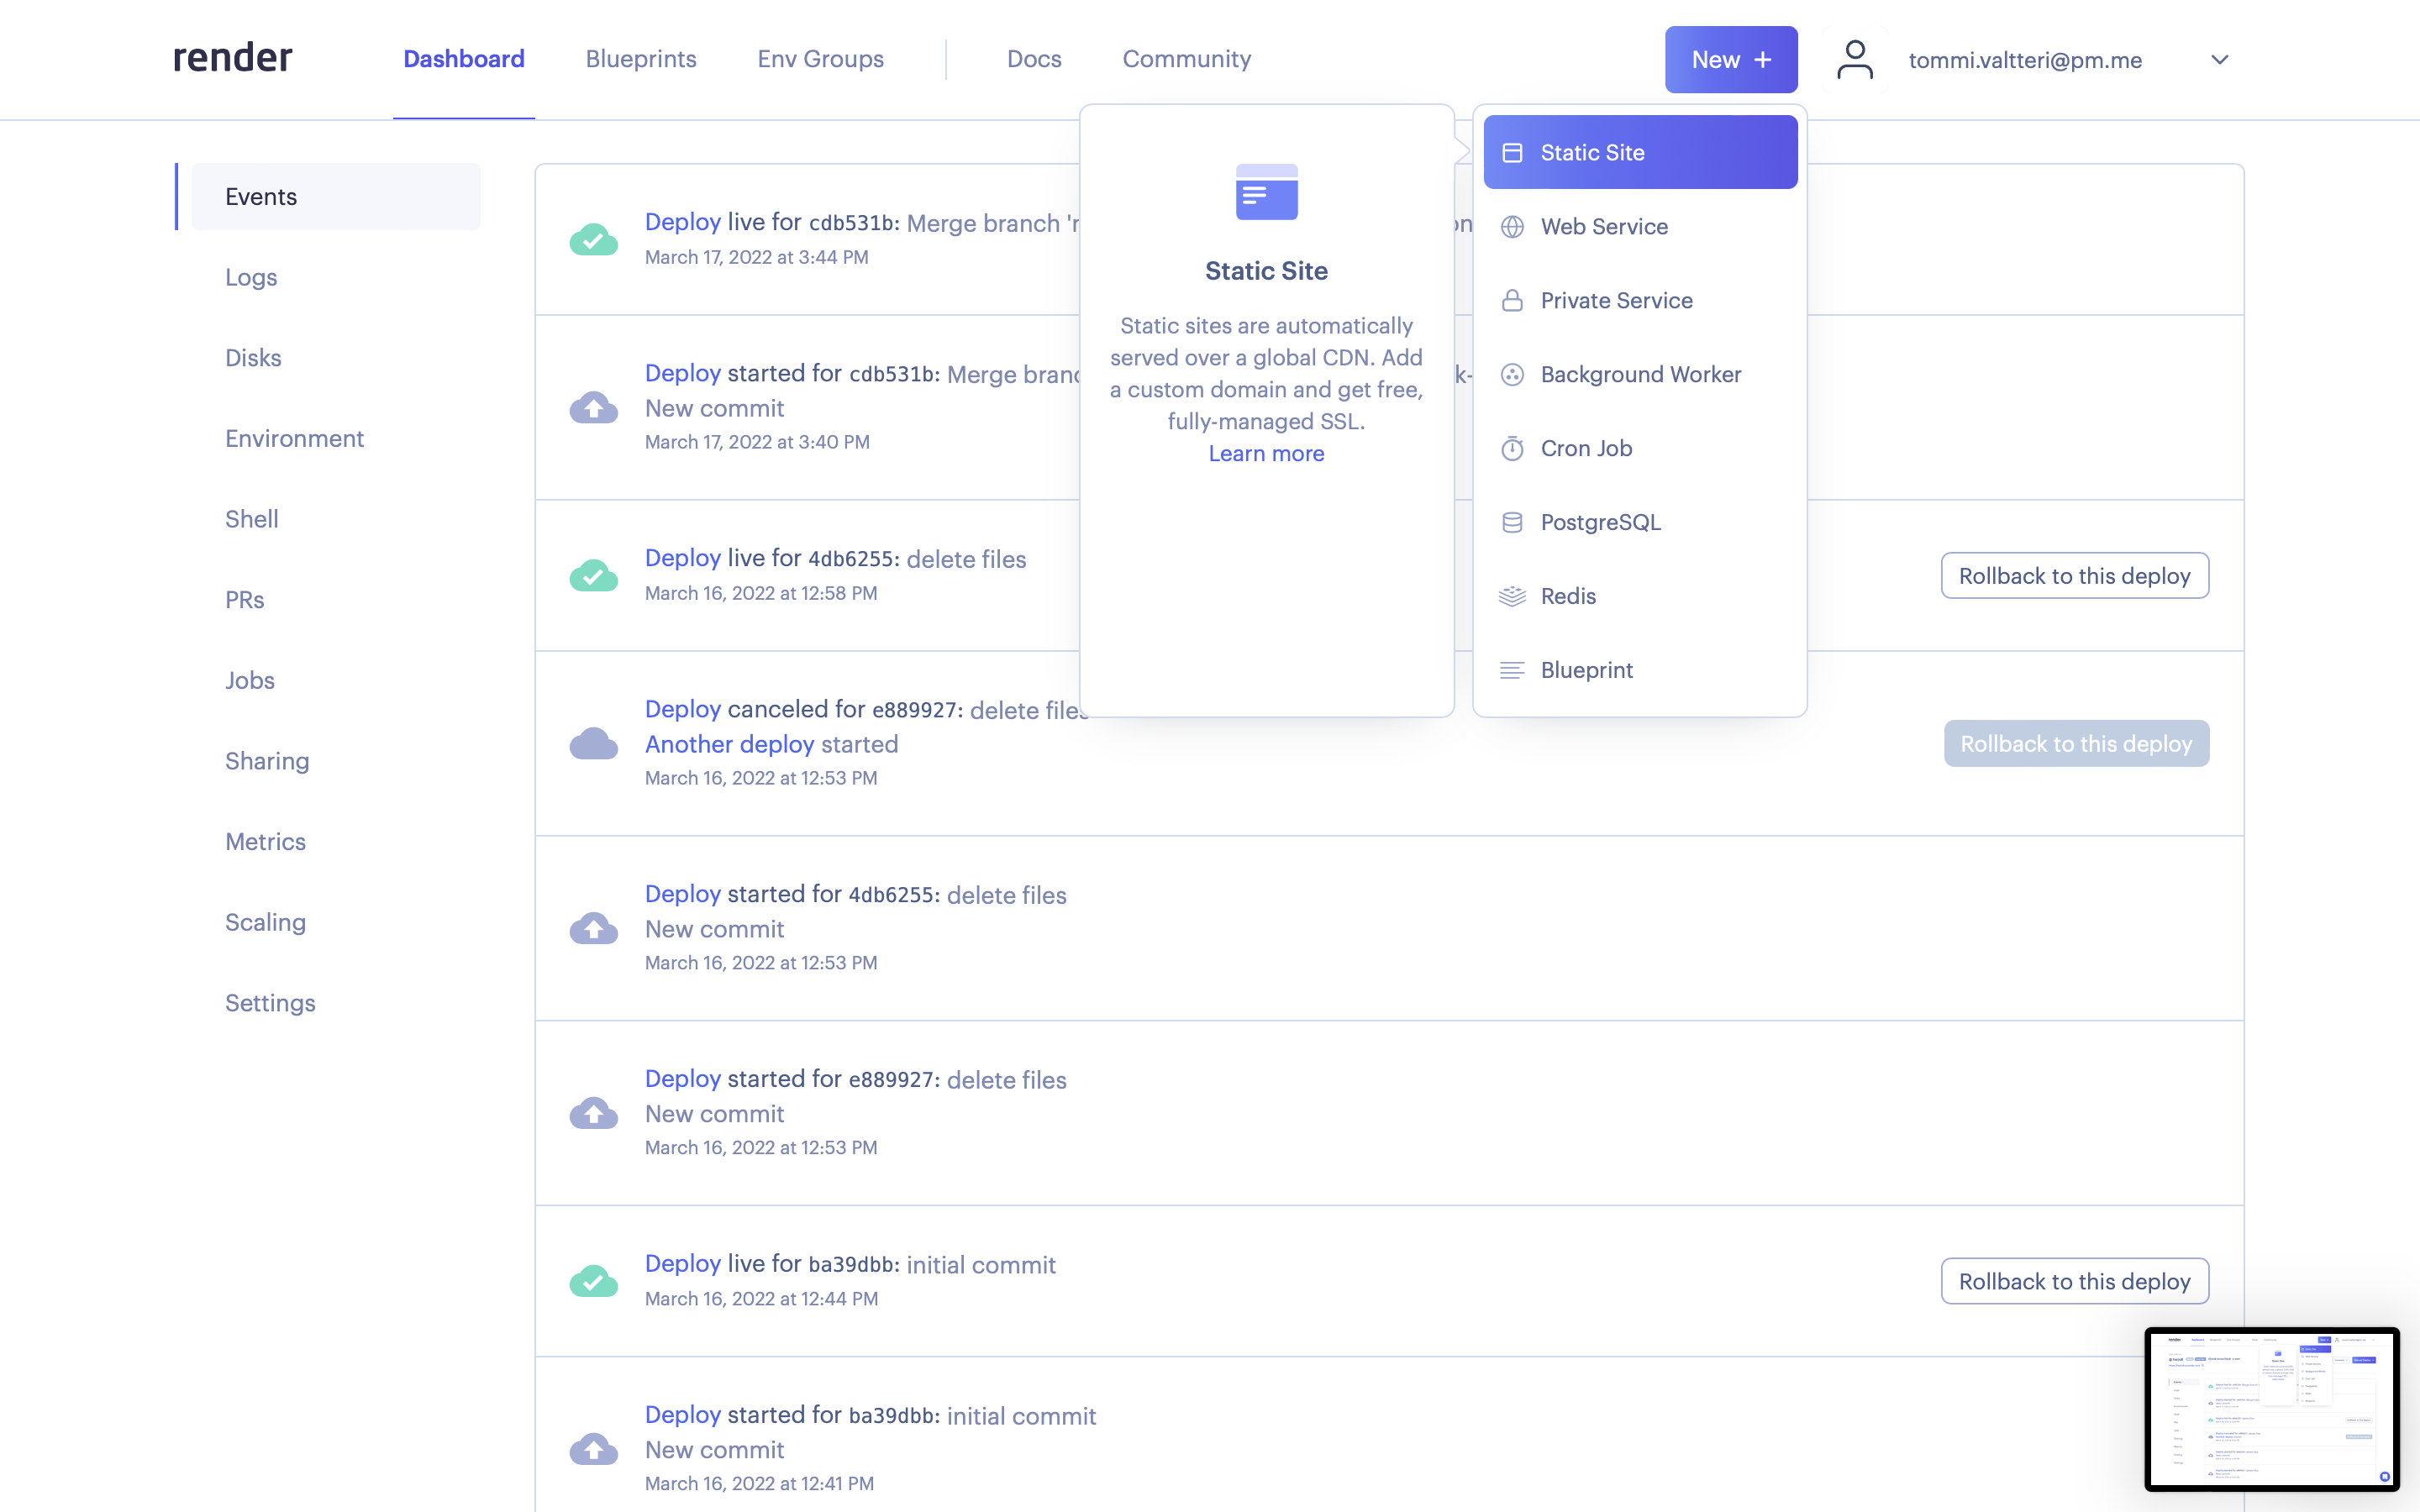 render
Dashboard
Blueprints
Env Groups
Docs
Community
New +
tommi.valtteri@pm.me
Events
Logs
Disks
Environment
Shell
PRs
Jobs
Sharing
Metrics
Scaling
Settings
Deploy live for cdb531b: Merge branch
March 17, 2022 at 3:44 PM
Deploy started for cdb531b: Merge
New commit
March 17, 2022 at 3:40 PM
Deploy live for 4db6255: delete files
March 16, 2022 at 12:58 PM
Rollback to this deploy
Deploy canceled for e889927: delete files
Another deploy started
March 16, 2022 at 12:53 PM
Rollback to this deploy
Deploy started for 4db6255: delete files
New commit
March 16, 2022 at 12:53 PM
Deploy started for e889927: delete files
New commit
March 16, 2022 at 12:53 PM
Deploy live for ba39dbb: initial commit
March 16, 2022 at 12:44 PM
Rollback to this deploy
Deploy started for ba39dbb: initial commit
New commit
March 16, 2022 at 12:41 PM
Static Site
Static sites are automatically
served over a global CDN. Add
a custom domain and get free,
fully-managed SSL.
Learn more
Static Site
Web Service
Private Service
Background Worker
Cron Job
PostgreSQL
Redis
Blueprint